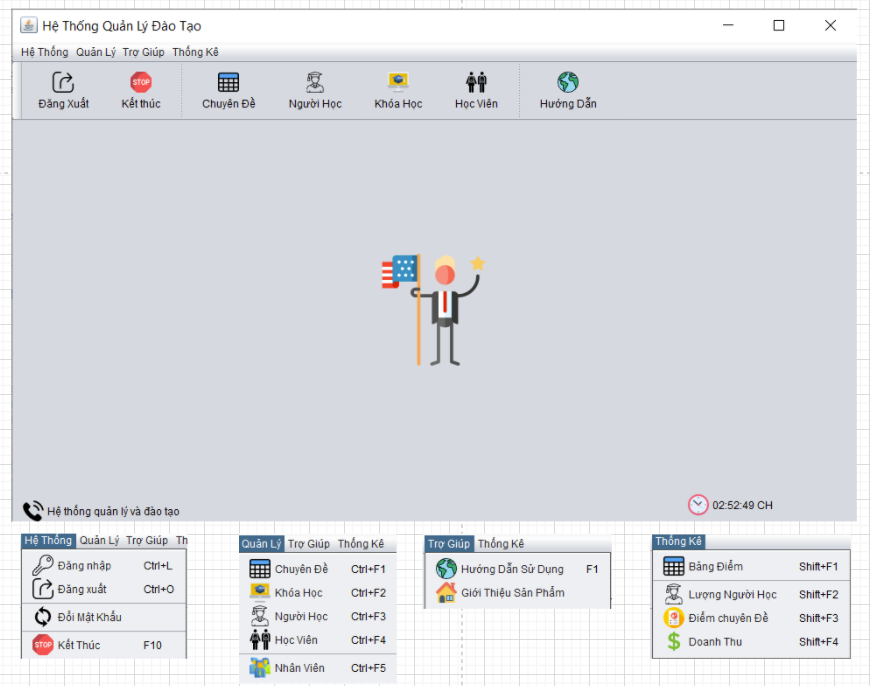 Hệ Thống Quản Lý Đào Tạo
Hệ Thống Quản Lý Trợ Giúp Thống Kê
Đăng Xuất Kết thúc Chuyên Đề Người Học Khóa Học Học Viên Hướng Dẫn
STOP
Hệ thống quản lý và đào tạo 02:52:49 CH
Hệ Thống Quản Lý Trợ Giúp Th
Đăng nhập Ctrl+L
Đăng xuất Ctrl+O
Đổi Mật Khẩu
STOP Kết Thúc F10
Quản Lý Trợ Giúp Thống Kê
Chuyên Đề Ctrl+F1
Khóa Học Ctrl+F2
Người Học Ctrl+F3
Học Viên Ctrl+F4
Nhân Viên Ctrl+F5
Trợ Giúp Thống Kê
Hướng Dẫn Sử Dụng F1
Giới Thiệu Sản Phẩm
Thống Kê
Bảng Điểm Shift+F1
Lượng Người Học Shift+F2
Điểm chuyên Đề Shift+F3
Doanh Thu Shift+F4